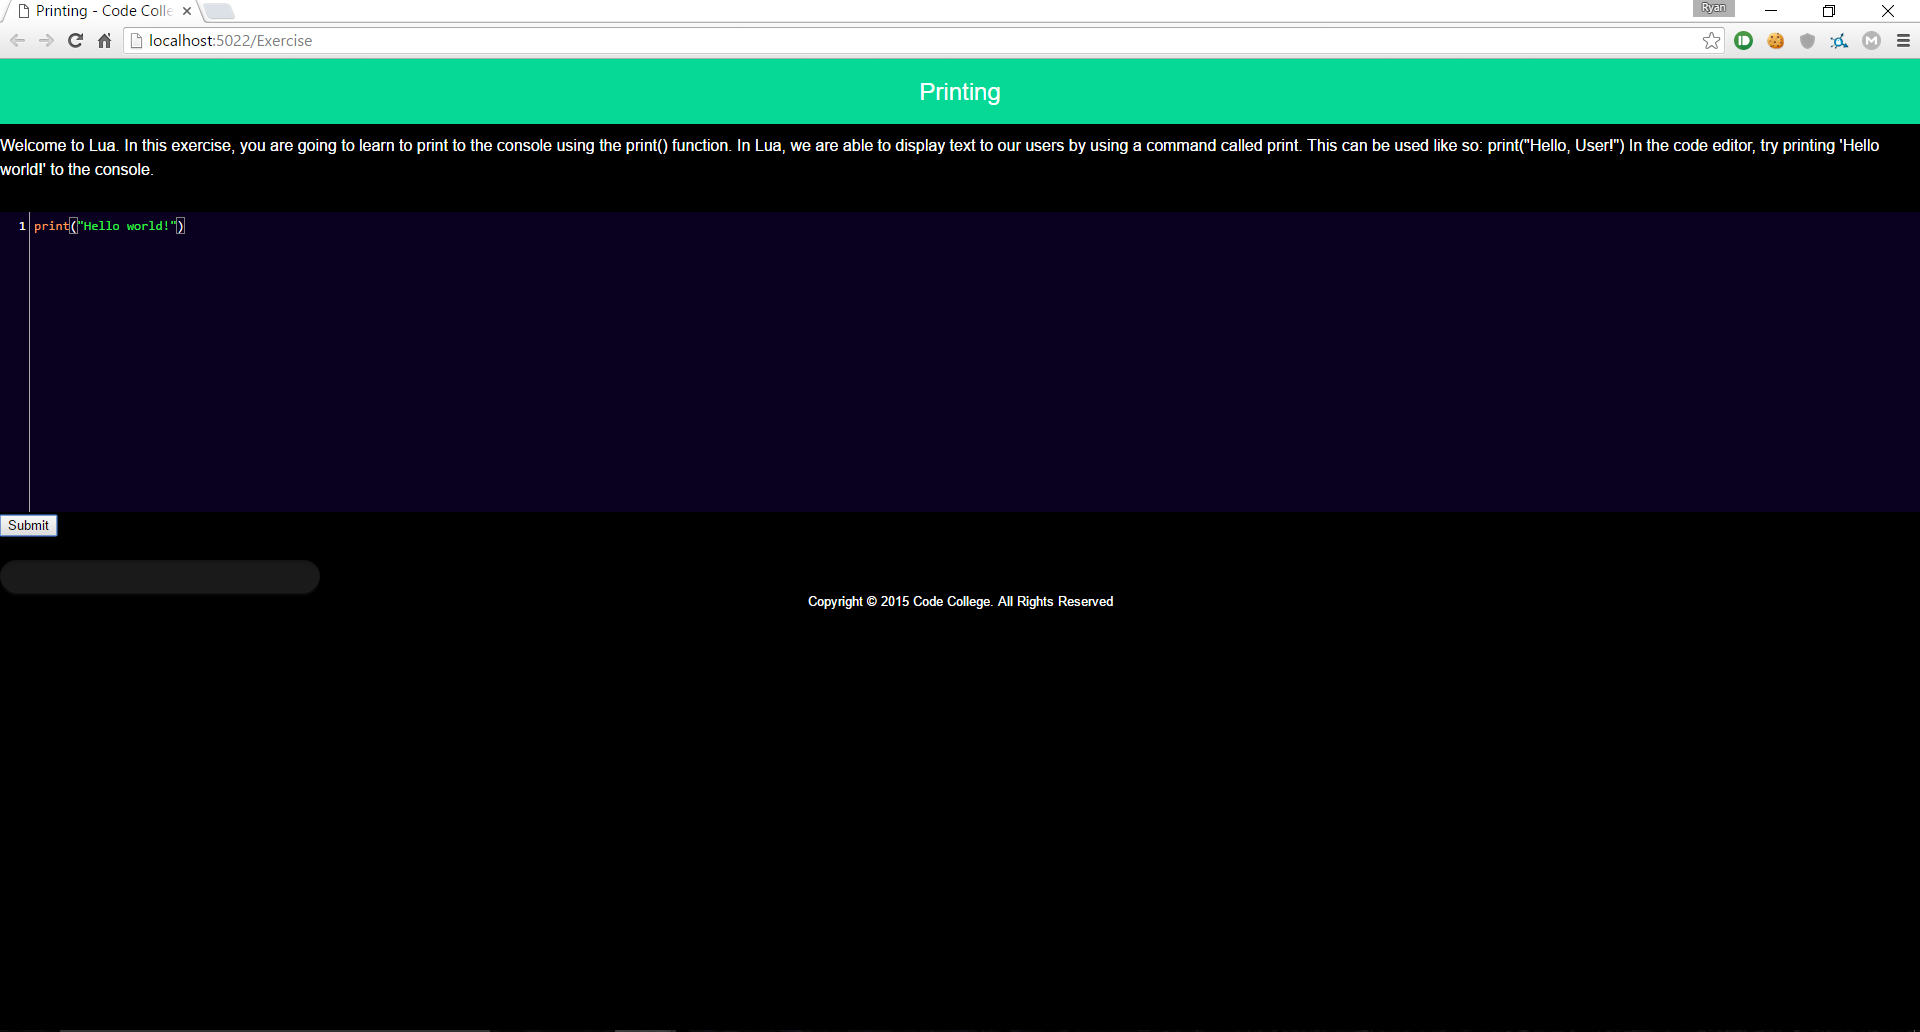 Printing - Code Colle
Ryan
localhost:5022/Exercise
Printing
Welcome to Lua. In this exercise, you are going to learn to print to the console using the print() function. In Lua, we are able to display text to our users by using a command called print. This can be used like so: print("Hello, User!") In the code editor, try printing 'Hello
world!' to the console.
1 print("Hello world!")
Submit
Copyright © 2015 Code College. All Rights Reserved